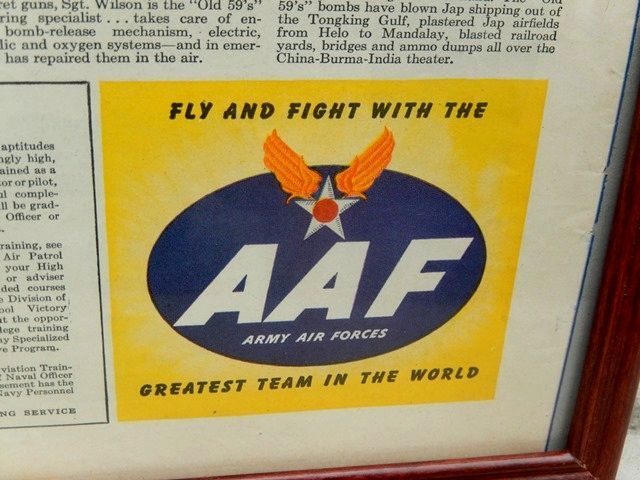 ret guns, Sgt. Wilson is the "Old 59's"
ring specialist . . . takes care of en-
bomb-release mechanism, electric,
lic and oxygen systems—and in emer-
has repaired them in the air.
59's" bombs have blown Jap shipping out of
the Tongking Gulf, plastered Jap airfields
from Helo to Mandalay, blasted railroad
yards, bridges and ammo dumps all over the
China-Burma-India theater.
aptitudes
ngly high,
ained as a
tor or pilot,
ul comple-
ll be grad-
Officer or
raining, see
Air Patrol
your High
or adviser
ded courses
e Division of
ool Victory
t the oppor-
lege training
ny Specialized
ve Program.
viation Train-
f Naval Officer
sement has the
Navy Personnel
NG SERVICE
FLY AND FIGHT WITH THE
AAF
ARMY AIR FORCES
GREATEST TEAM IN THE WORLD